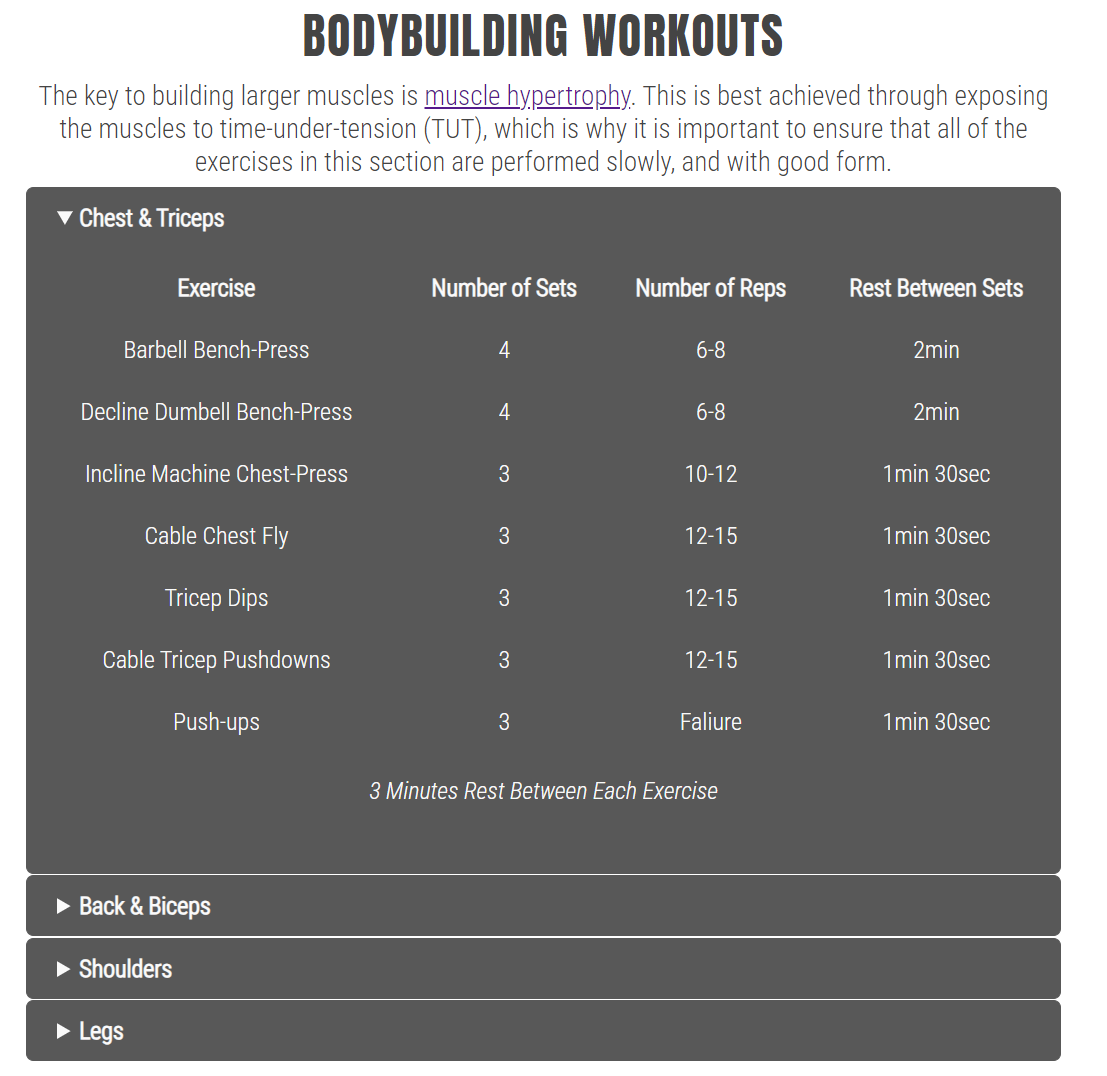 BODYBUILDING WORKOUTS
The key to building larger muscles is muscle hypertrophy. This is best achieved through exposing
the muscles to time-under-tension (TUT), which is why it is important to ensure that all of the
exercises in this section are performed slowly, and with good form.
▼ Chest & Triceps
Exercise Number of Sets Number of Reps Rest Between Sets
Barbell Bench-Press 4 6-8 2min
Decline Dumbell Bench-Press 4 6-8 2min
Incline Machine Chest-Press 3 10-12 1min 30sec
Cable Chest Fly 3 12-15 1min 30sec
Tricep Dips 3 12-15 1min 30sec
Cable Tricep Pushdowns 3 12-15 1min 30sec
Push-ups 3 Faliure 1min 30sec
3 Minutes Rest Between Each Exercise
▶ Back & Biceps
▶ Shoulders
▶ Legs